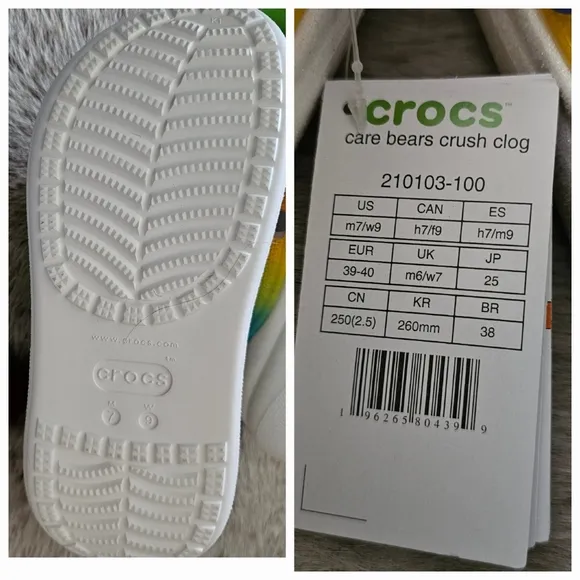 www.crocs.com
crocs™
M W
7 9
crocs™
care bears crush clog
210103-100
US CAN ES
m7/w9 h7/f9 h7/m9
EUR UK JP
39-40 m6/w7 25
CN KR BR
250(2.5) 260mm 38
1 96265 80439 9